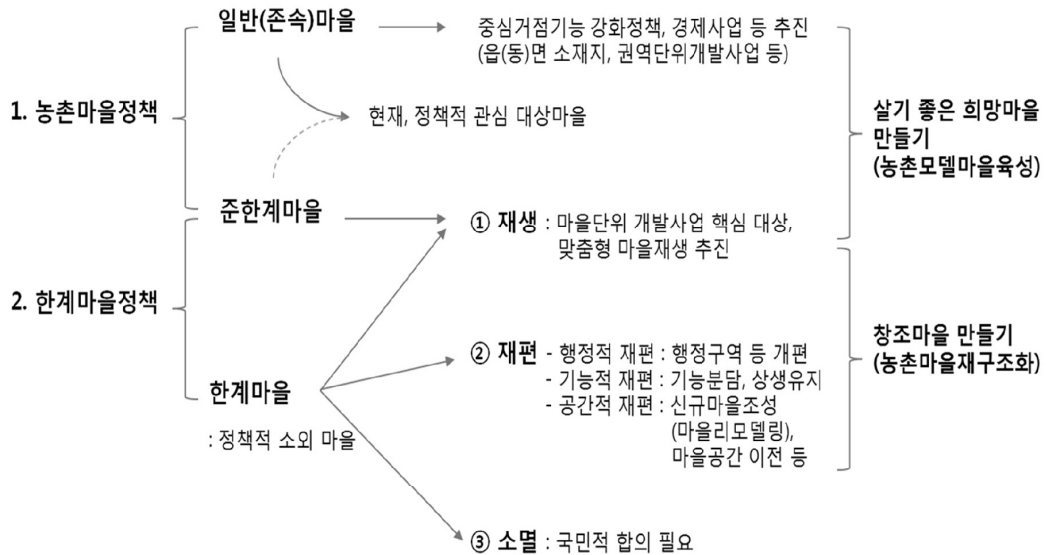 일반(존속)마을
중심거점기능 강화정책, 경제사업 등 추진
(읍(동)면 소재지, 권역단위개발사업 등)
1. 농촌마을정책
현재, 정책적 관심 대상마을
살기 좋은 희망마을
만들기
(농촌모델마을육성)
준한계마을
① 재생 : 마을단위 개발사업 핵심 대상,
맞춤형 마을재생 추진
2. 한계마을정책
한계마을
: 정책적 소외 마을
② 재편 - 행정적 재편 : 행정구역 등 개편
- 기능적 재편 : 기능분담, 상생유지
- 공간적 재편 : 신규마을조성
(마을리모델링),
마을공간 이전 등
창조마을 만들기
(농촌마을재구조화)
③ 소멸 : 국민적 합의 필요